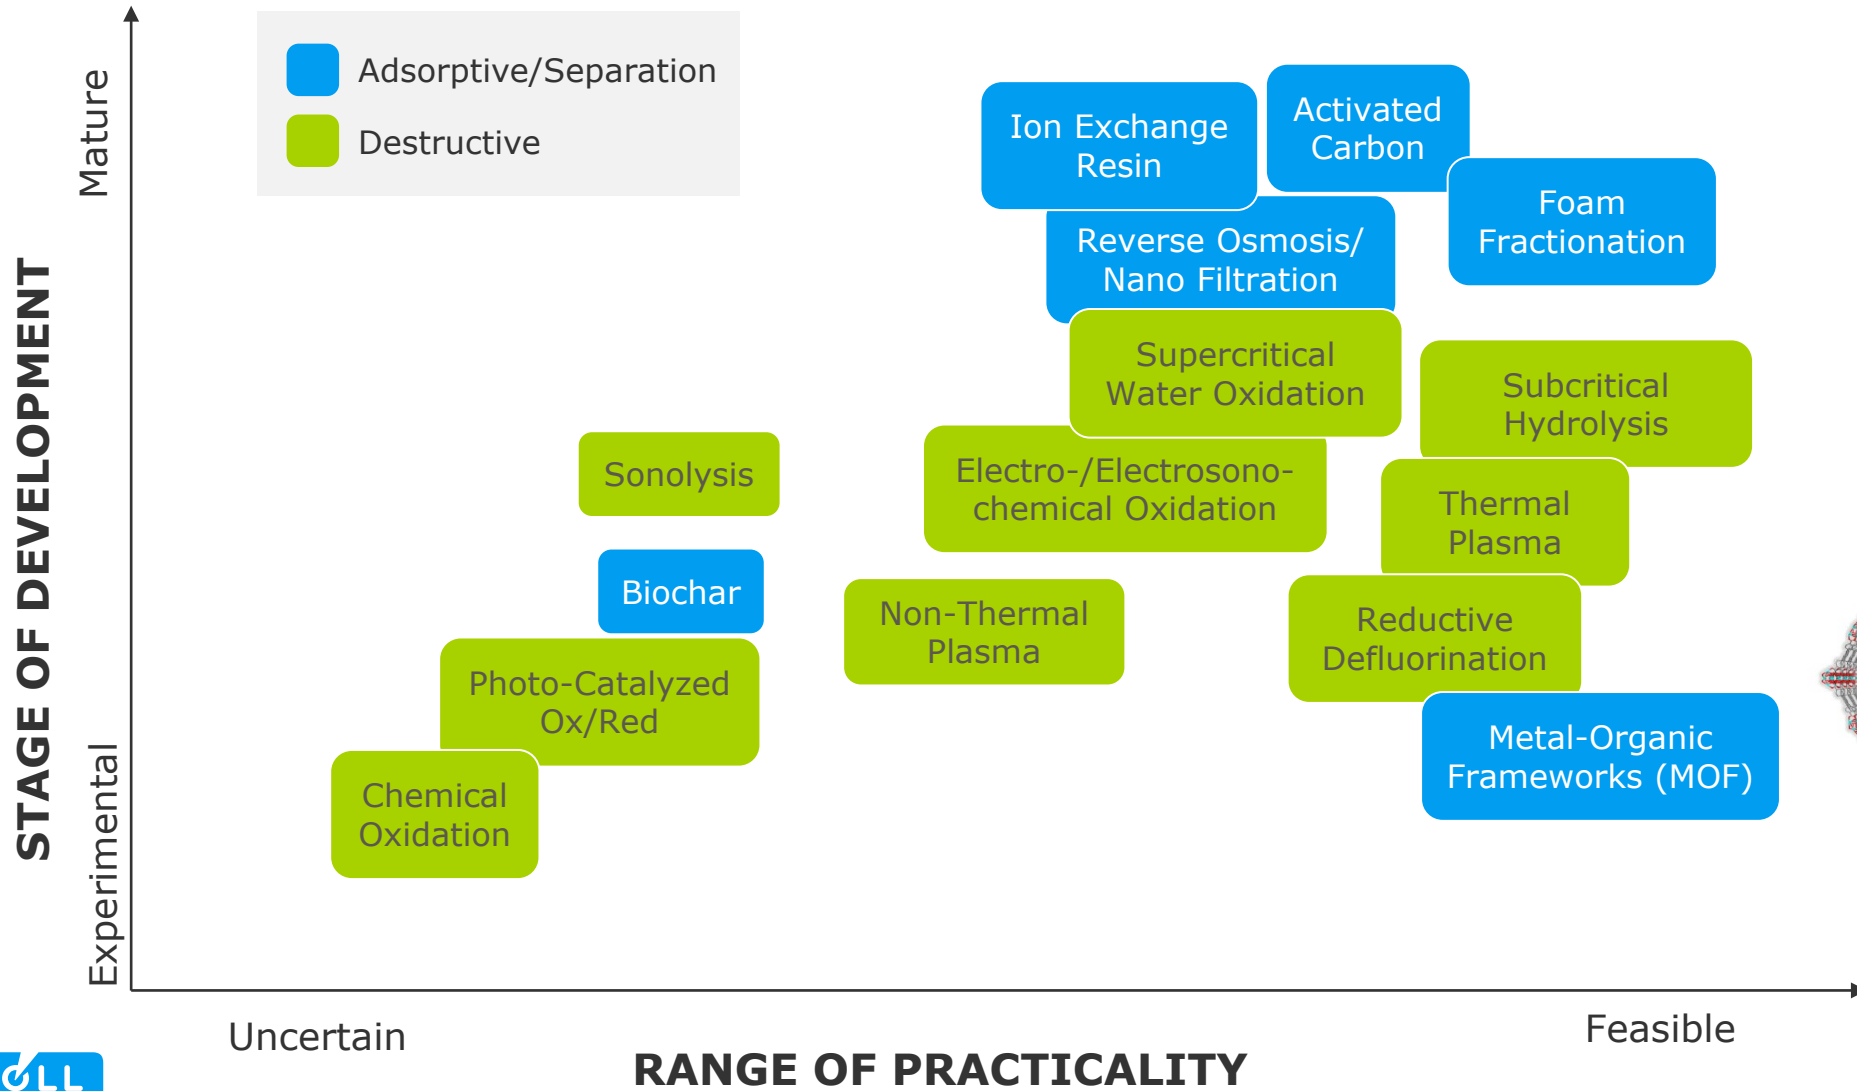 Mature
Experimental
STAGE OF DEVELOPMENT
Adsorptive/Separation
Destructive
Ion Exchange
Resin
Activated
Carbon
Foam
Fractionation
Reverse Osmosis/
Nano Filtration
Supercritical
Water Oxidation
Subcritical
Hydrolysis
Sonolysis
Electro-/Electrosono-
chemical Oxidation
Thermal
Plasma
Biochar
Non-Thermal
Plasma
Reductive
Defluorination
Photo-Catalyzed
Ox/Red
Metal-Organic
Frameworks (MOF)
Chemical
Oxidation
Uncertain
Feasible
RANGE OF PRACTICALITY